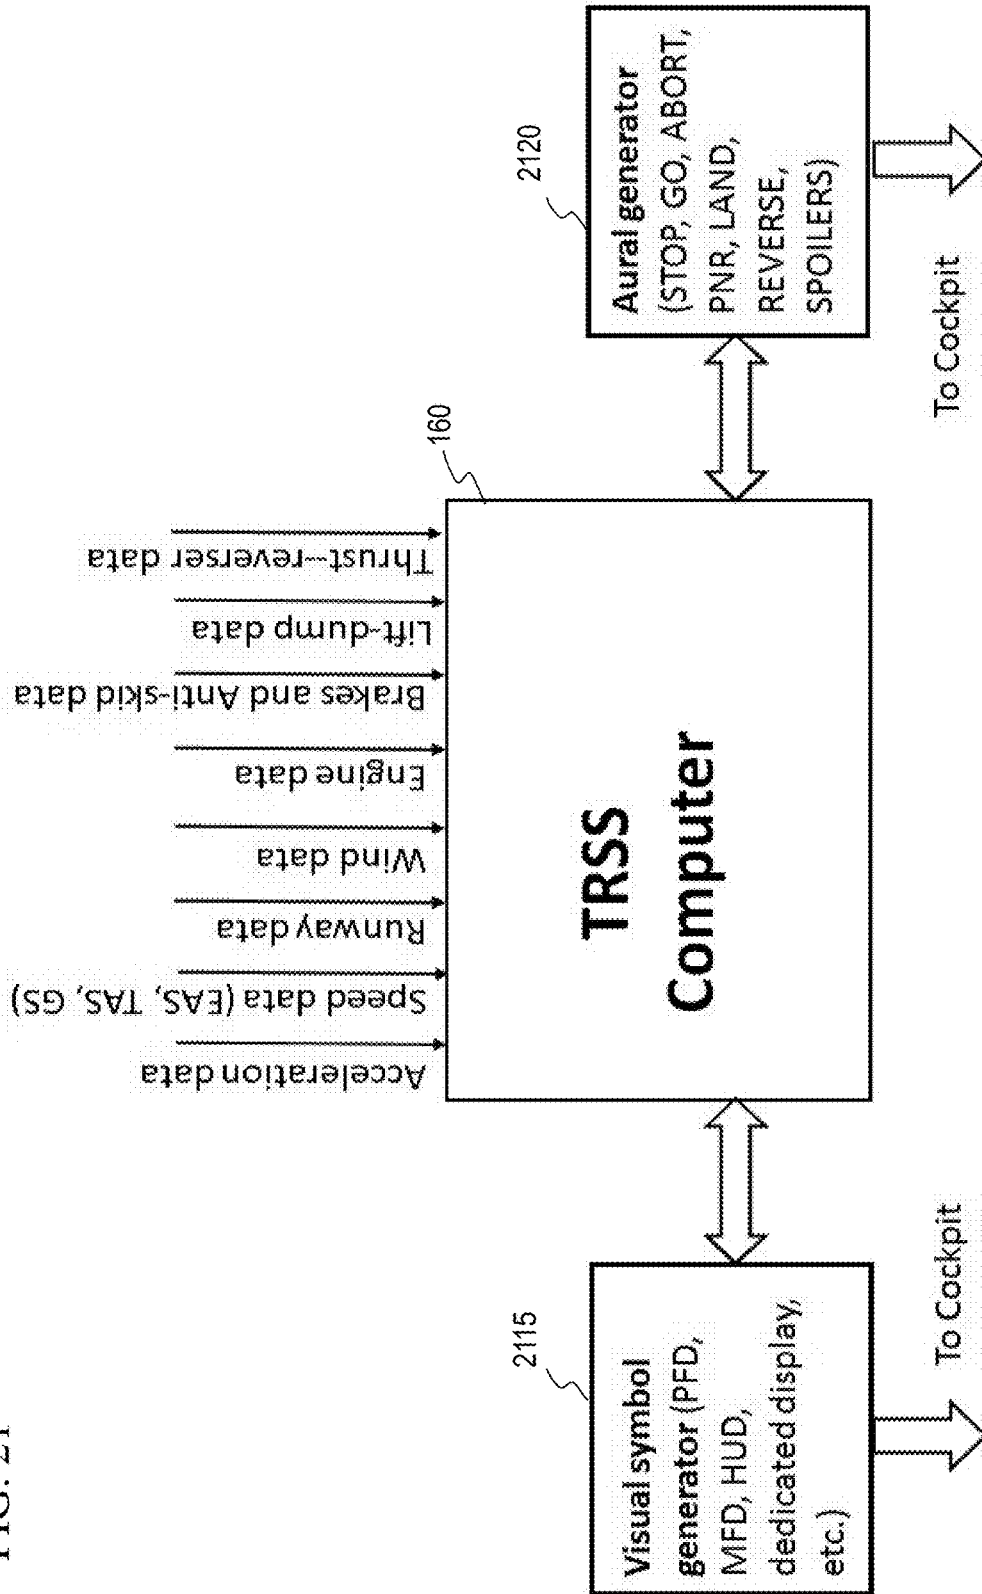 FIG. 21
Acceleration data
Speed data (EAS, TAS, GS)
Runway data
Wind data
Engine data
Brakes and Anti-skid data
Lift-dump data
Thrust--reverser data
2115
Visual symbol
generator (PFD,
MFD, HUD,
dedicated display,
etc.)
To Cockpit
160
TRSS
Computer
2120
Aural generator
(STOP, GO, ABORT,
PNR, LAND,
REVERSE,
SPOILERS)
To Cockpit